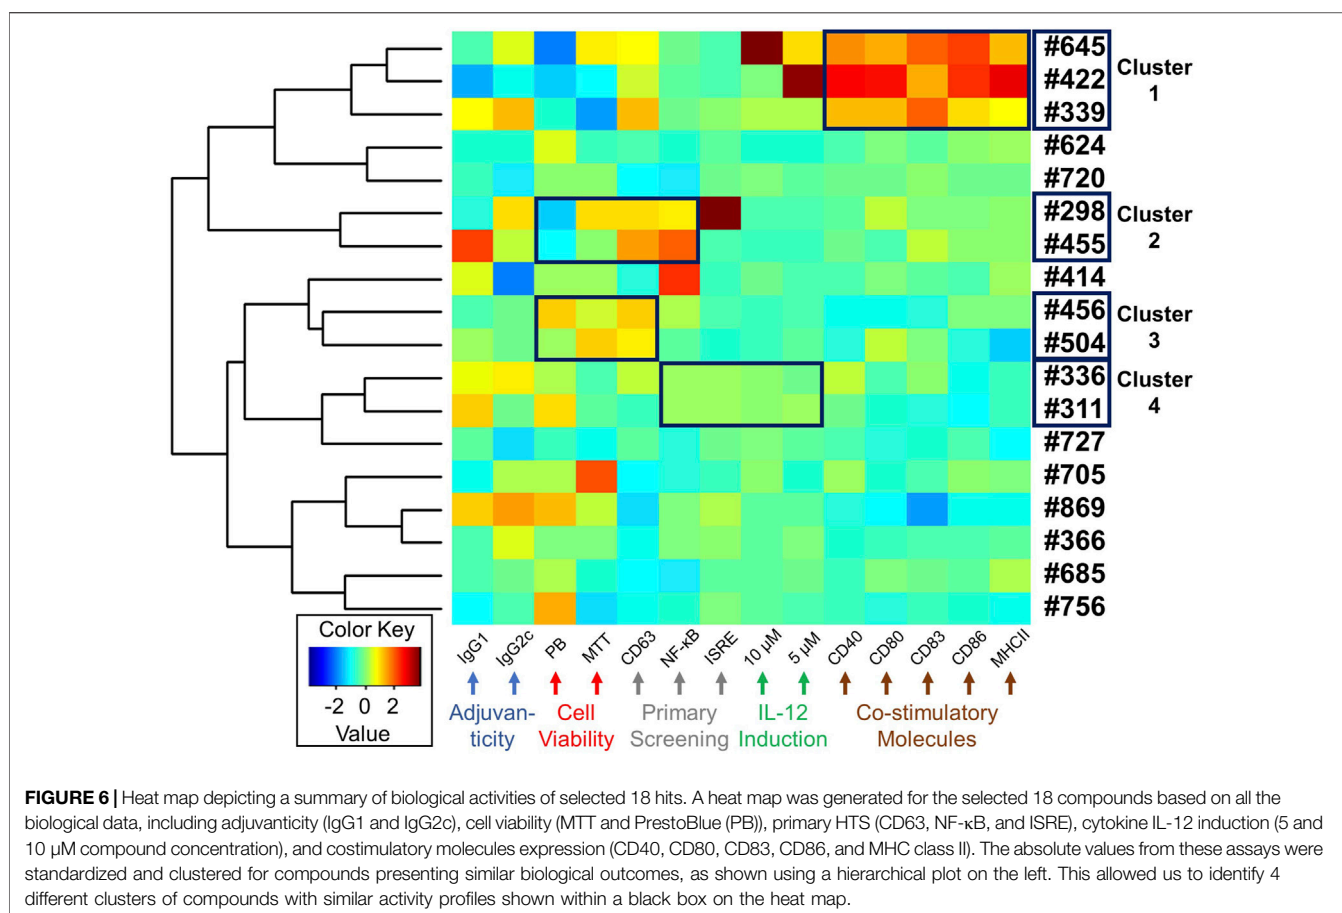 #645
#422
#339
Cluster
1
#624
#720
#298
#455
Cluster
2
#414
#456
#504
Cluster
3
#336
#311
Cluster
4
#727
#705
#869
#366
#685
#756
Color Key
-2 0 2
Value
IgG1 IgG2c PB MTT CD63 NF-κB ISRE 10 μM 5 μM CD40 CD80 CD83 CD86 MHCII
Adjuvan-
ticity
Cell
Viability
Primary
Screening
IL-12
Induction
Co-stimulatory
Molecules
FIGURE 6 | Heat map depicting a summary of biological activities of selected 18 hits. A heat map was generated for the selected 18 compounds based on all the
biological data, including adjuvanticity (IgG1 and IgG2c), cell viability (MTT and PrestoBlue (PB)), primary HTS (CD63, NF-κB, and ISRE), cytokine IL-12 induction (5 and
10 μM compound concentration), and costimulatory molecules expression (CD40, CD80, CD83, CD86, and MHC class II). The absolute values from these assays were
standardized and clustered for compounds presenting similar biological outcomes, as shown using a hierarchical plot on the left. This allowed us to identify 4
different clusters of compounds with similar activity profiles shown within a black box on the heat map.